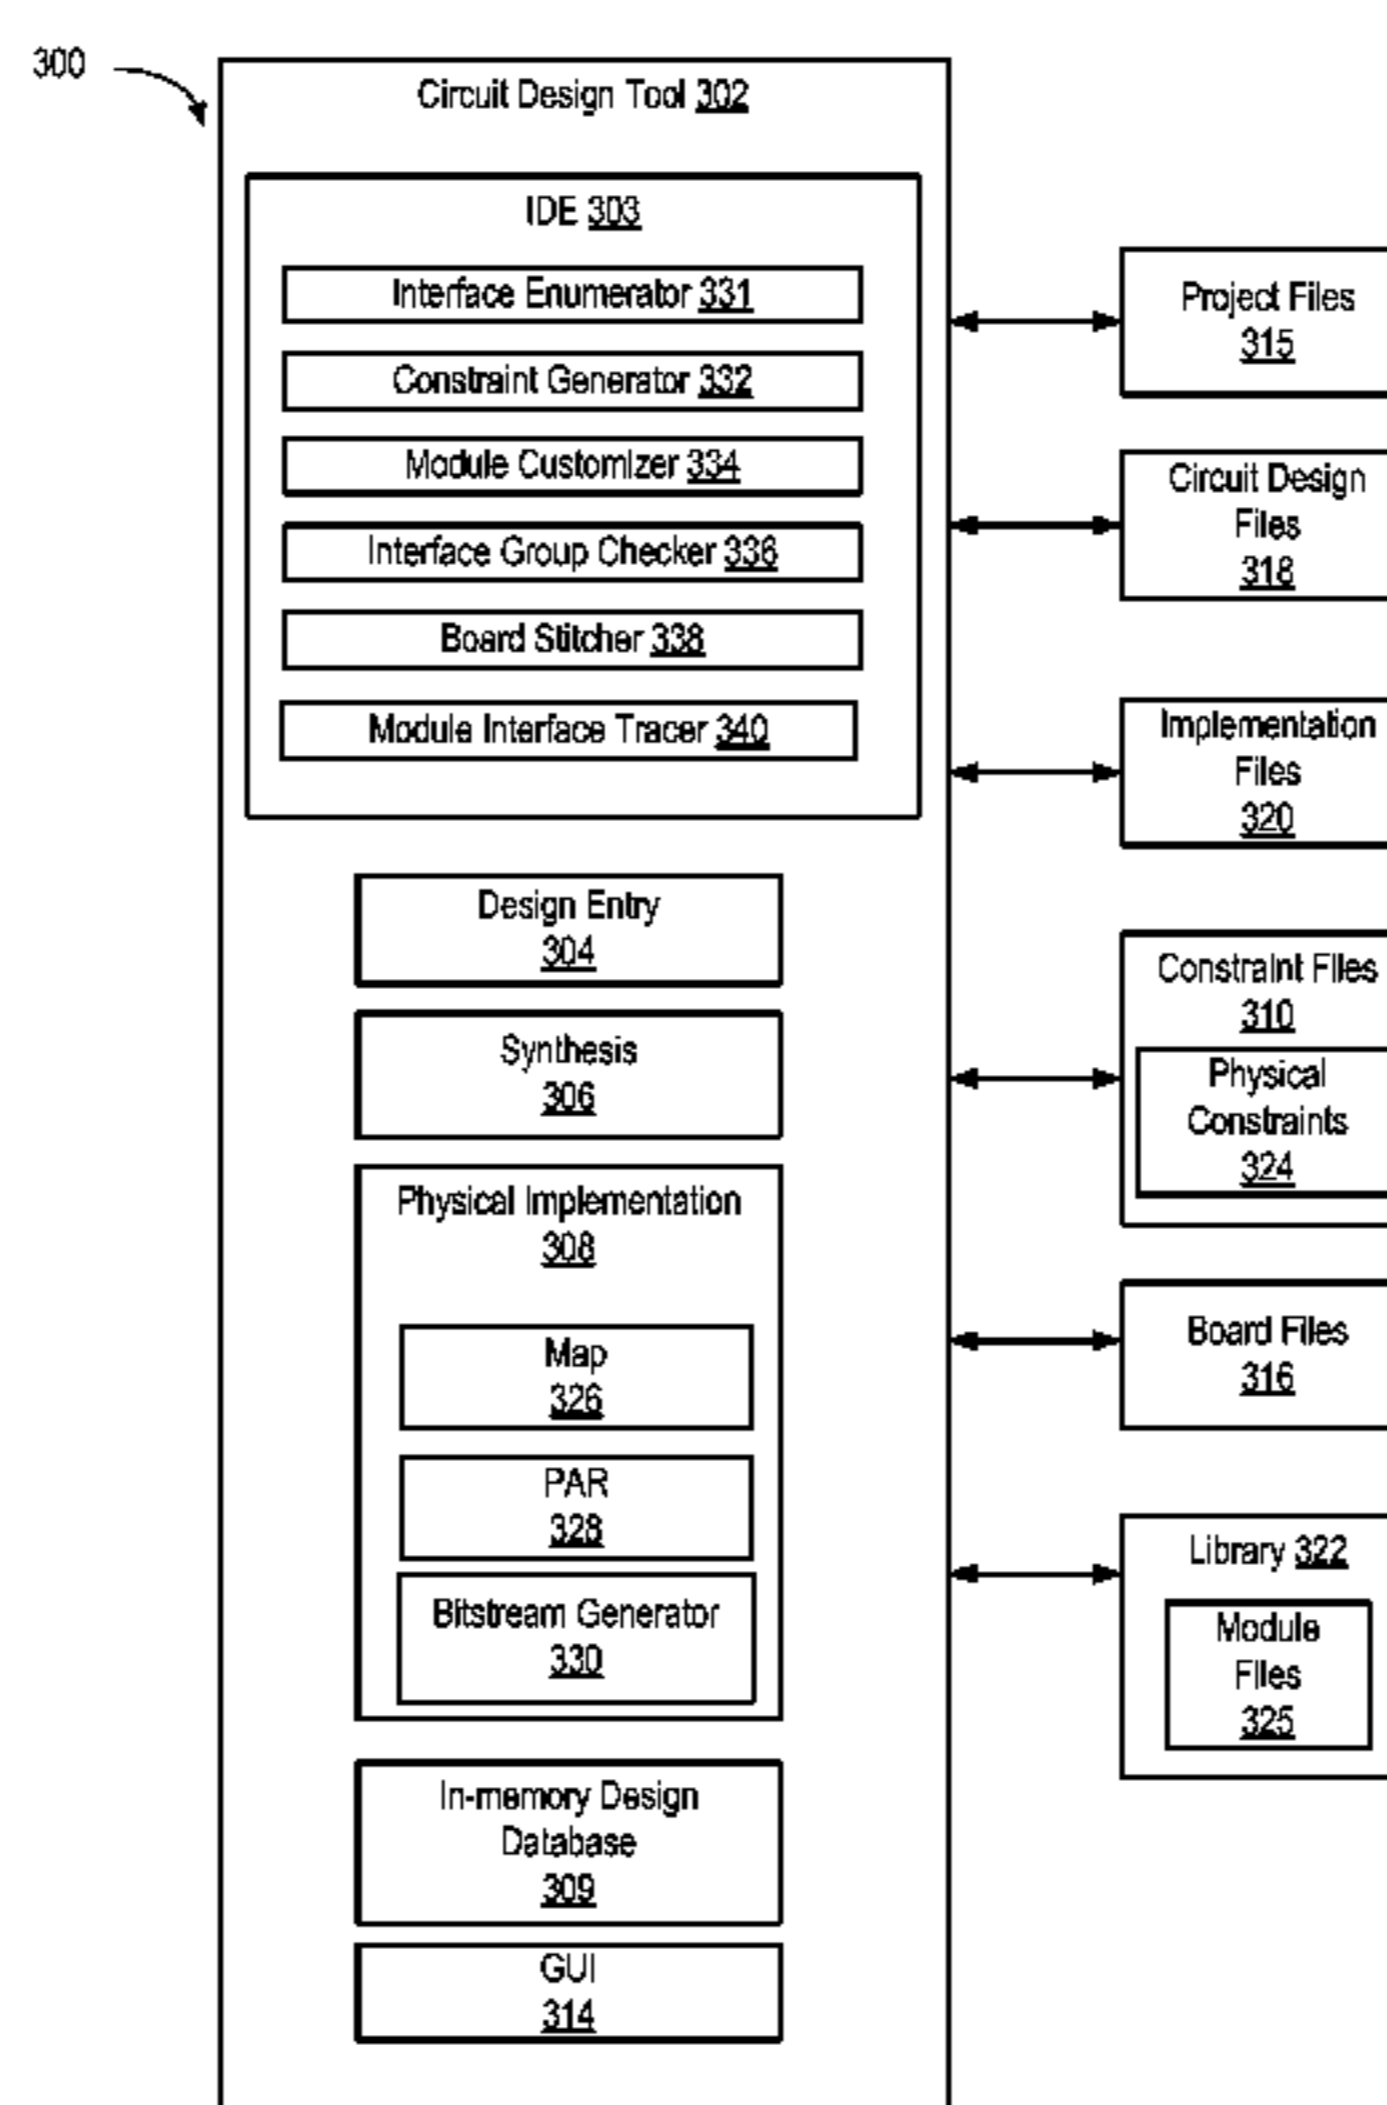 300
Circuit Design Tool 302
IDE 303
Interface Enumerator 331
Constraint Generator 332
Module Customizer 334
Interface Group Checker 336
Board Stitcher 338
Module Interface Tracer 340
Design Entry
304
Synthesis
306
Physical Implementation
308
Map
326
PAR
328
Bitstream Generator
330
In-memory Design
Database
309
GUI
314
Project Files
315
Circuit Design
Files
318
Implementation
Files
320
Constraint Files
310
Physical
Constraints
324
Board Files
316
Library 322
Module
Files
325